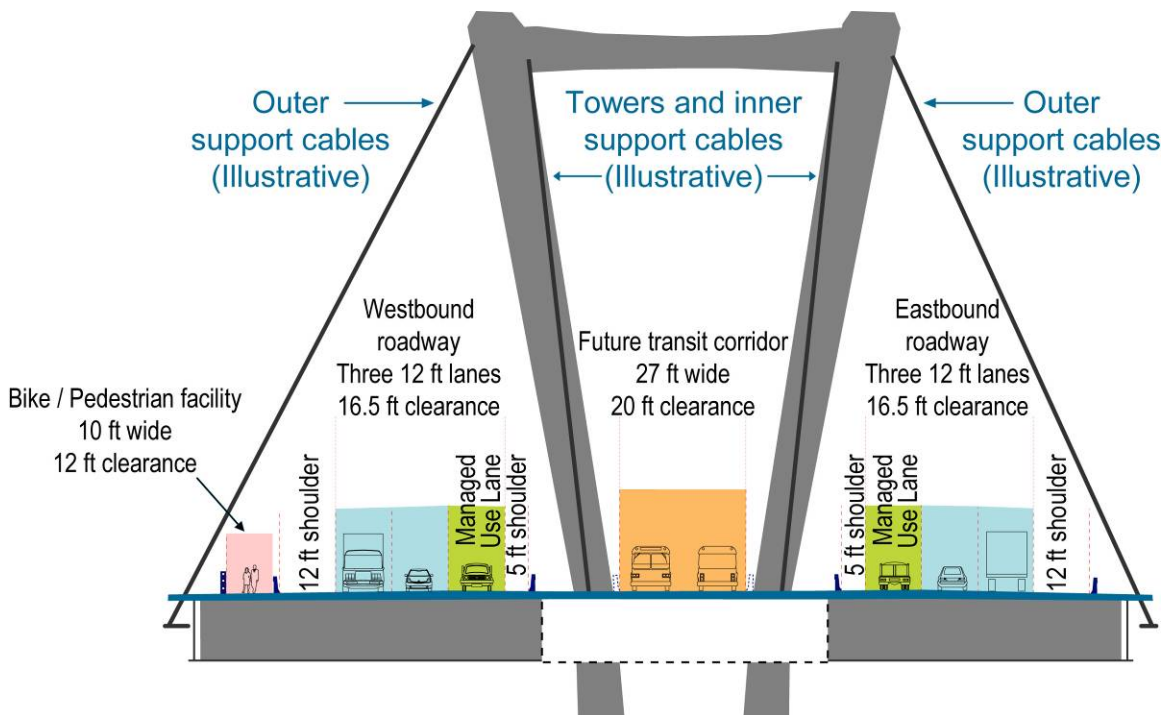 Outer
support cables
(Illustrative)
Towers and inner
support cables
(Illustrative)
Outer
support cables
(Illustrative)
Westbound
roadway
Three 12 ft lanes
16.5 ft clearance
Future transit corridor
27 ft wide
20 ft clearance
Eastbound
roadway
Three 12 ft lanes
16.5 ft clearance
Bike / Pedestrian facility
10 ft wide
12 ft clearance
12 ft shoulder
Managed
Use Lane
5 ft shoulder
5 ft shoulder
Managed
Use Lane
12 ft shoulder